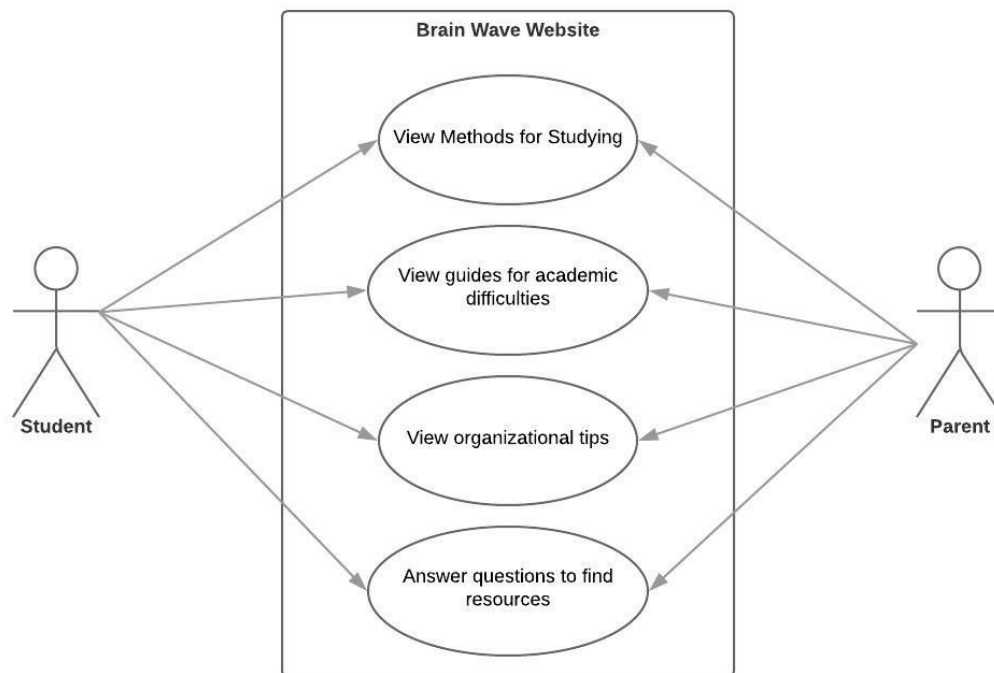 Brain Wave Website
View Methods for Studying
View guides for academic
difficulties
Student
Parent
View organizational tips
Answer questions to find
resources